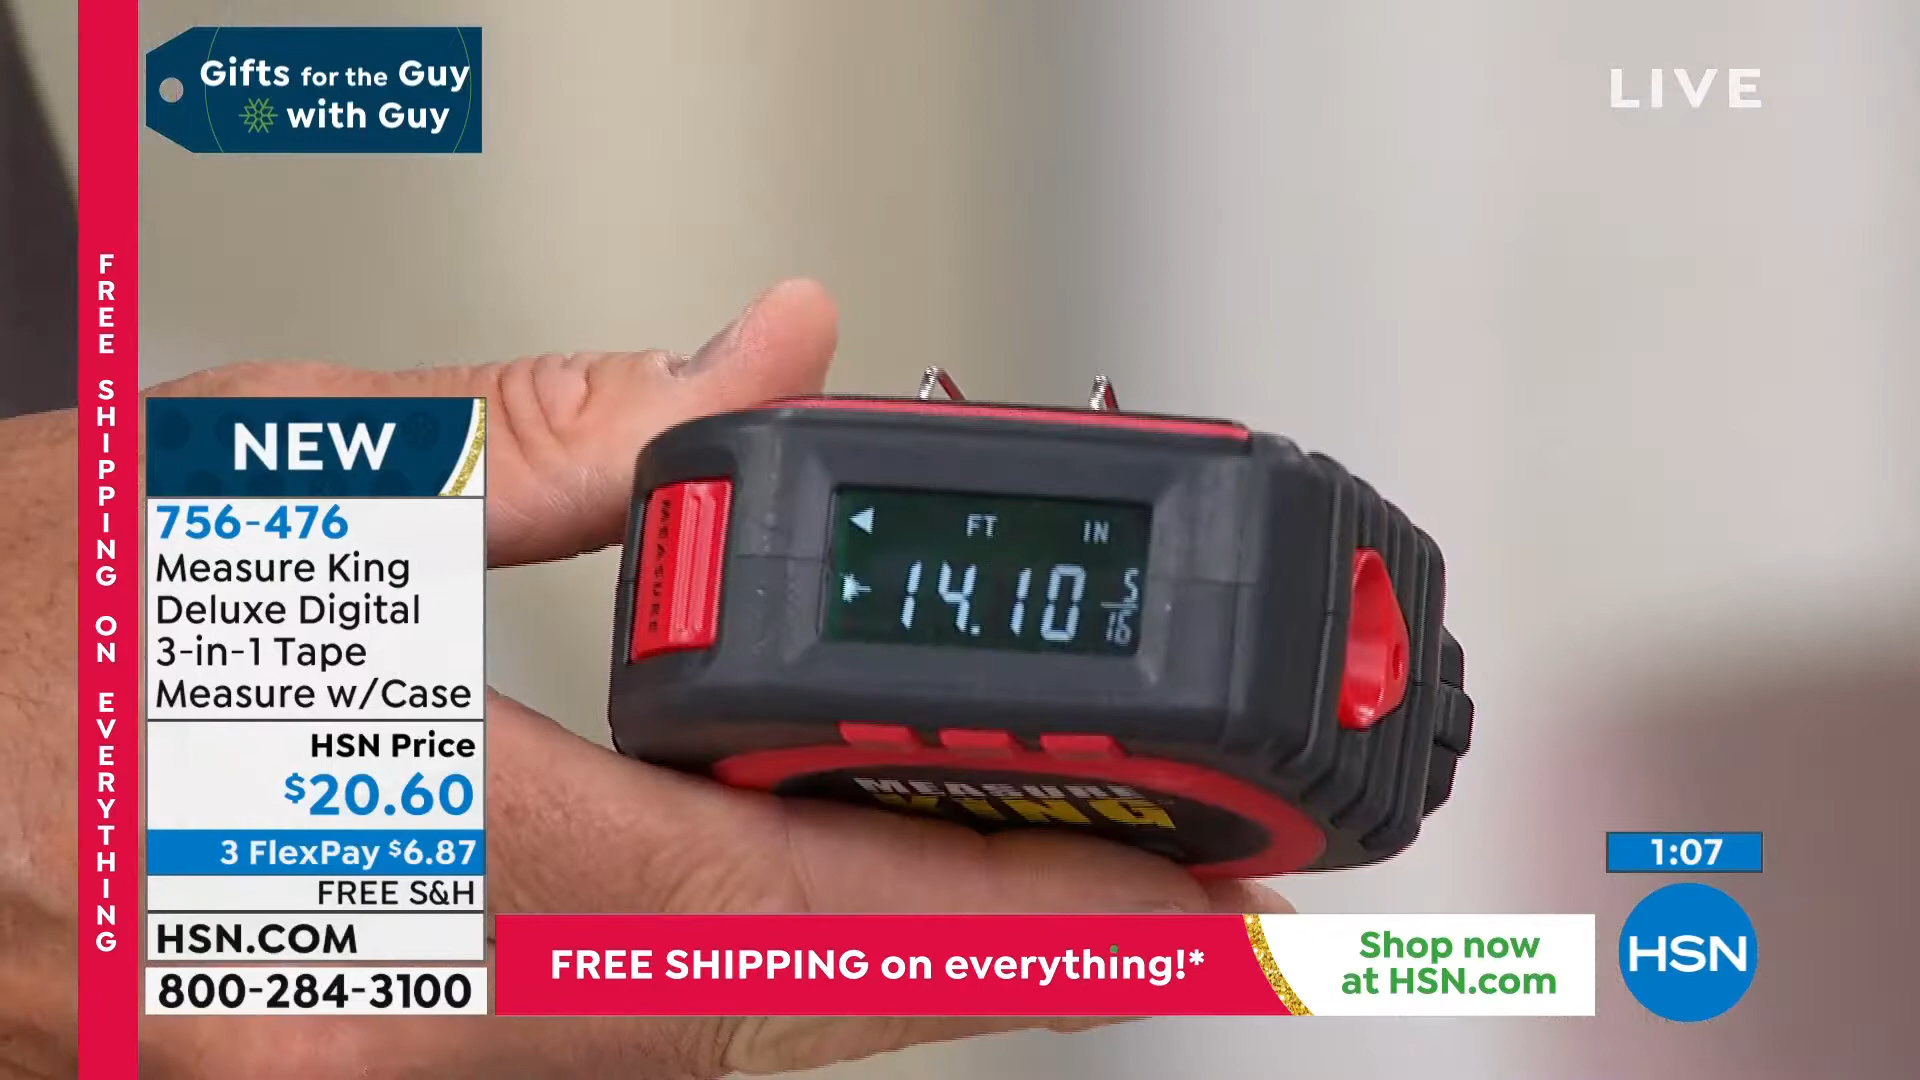 Gifts for the Guy
with Guy
LIVE
FREE SHIPPING ON EVERYTHING
NEW
756-476
Measure King
Deluxe Digital
3-in-1 Tape
Measure w/Case
HSN Price
$20.60
3 FlexPay $6.87
FREE S&H
HSN.COM
800-284-3100
MEASURE
FT IN
14.10 5/16
MEASURE
KING
FREE SHIPPING on everything!*
Shop now
at HSN.com
1:07
HSN